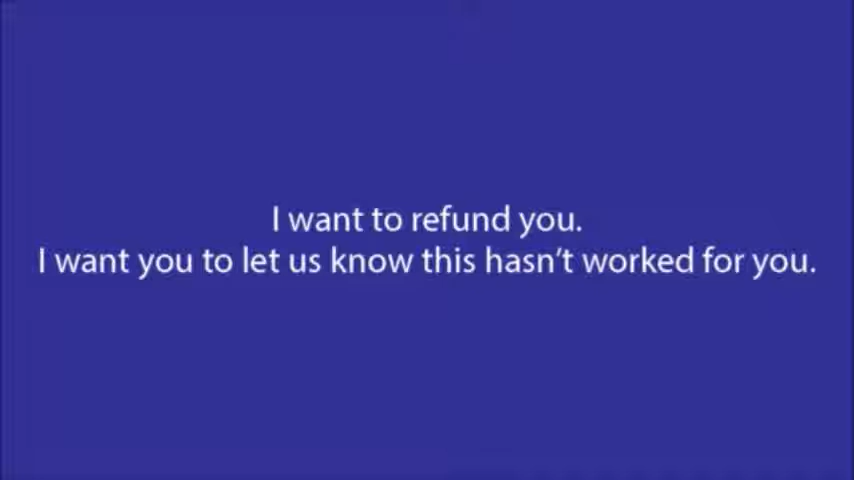 I want to refund you.
I want you to let us know this hasn't worked for you.